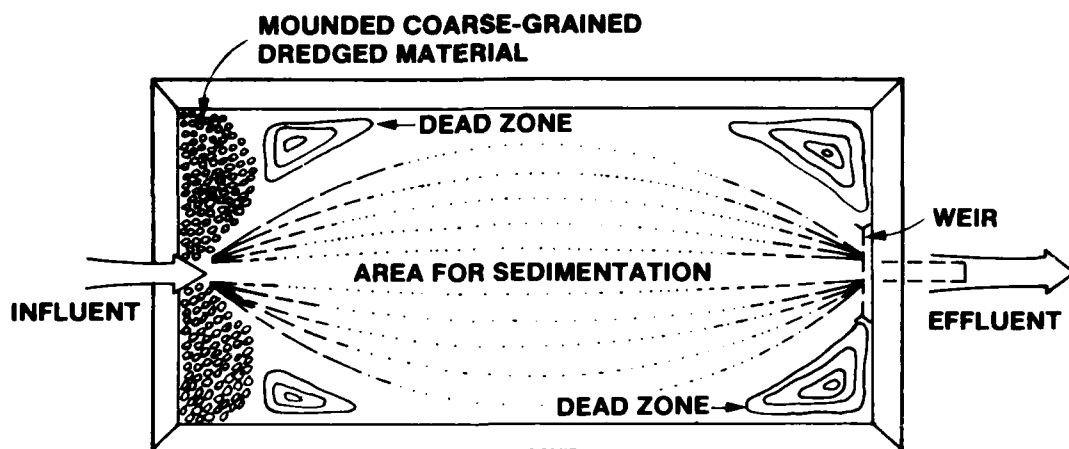 MOUNDED COARSE-GRAINED
DREDGED MATERIAL
DEAD ZONE
WEIR
AREA FOR SEDIMENTATION
INFLUENT
EFFLUENT
DEAD ZONE